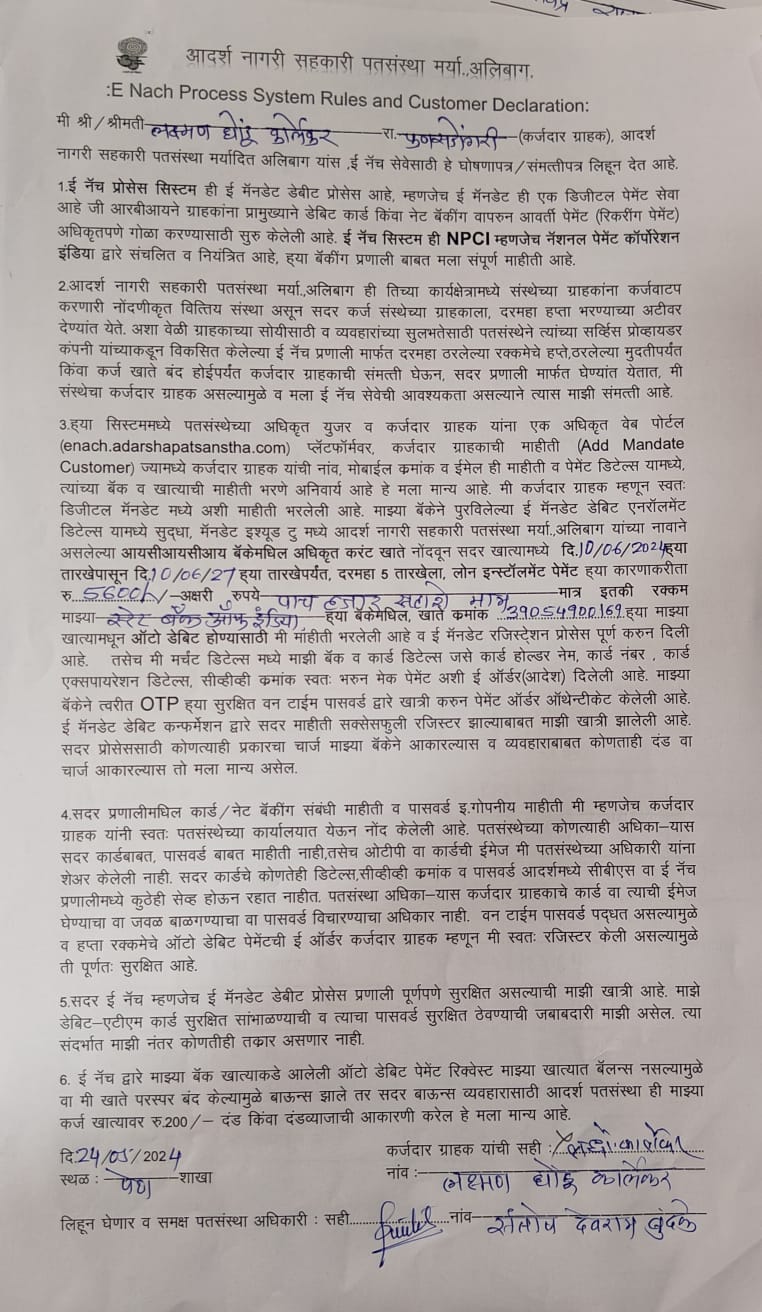 आदर्श नागरी सहकारी पतसंस्था मर्या.,अलिबाग.
:E Nach Process System Rules and Customer Declaration:
मी श्री/श्रीमती लक्ष्मण धोंडू कार्लेकर रा. (कर्जदार ग्राहक), आदर्श
नागरी सहकारी पतसंस्था मर्यादित अलिबाग यांस ,ई नॅच सेवेसाठी हे घोषणापत्र/संमत्तीपत्र लिहून देत आहे.
1.ई नॅच प्रोसेस सिस्टम ही ई मॅनडेट डेबीट प्रोसेस आहे, म्हणजेच ई मॅनडेट ही एक डिजीटल पेमेंट सेवा
आहे जी आरबीआयने ग्राहकांना प्रामुख्याने डेबिट कार्ड किंवा नेट बॅकींग वापरुन आवर्ती पेमेंट (रिकरींग पेमेंट)
अधिकृतपणे गोळा करण्यासाठी सुरु केलेली आहे. ई नॅच सिस्टम ही NPCI म्हणजेच नॅशनल पेमेंट कॉर्पोरेशन
इंडिया द्वारे संचलित व नियंत्रित आहे, ह्या बॅकींग प्रणाली बाबत मला संपूर्ण माहीती आहे.
2.आदर्श नागरी सहकारी पतसंस्था मर्या.,अलिबाग ही तिच्या कार्यक्षेत्रामध्ये संस्थेच्या ग्राहकांना कर्जवाटप
करणारी नोंदणीकृत वित्तिय संस्था असून सदर कर्ज संस्थेच्या ग्राहकाला, दरमहा हप्ता भरण्याच्या अटीवर
देण्यांत येते. अशा वेळी ग्राहकाच्या सोयीसाठी व व्यवहारांच्या सुलभतेसाठी पतसंस्थेने त्यांच्या सर्व्हिस प्रोव्हायडर
कंपनी यांच्याकडून विकसित केलेल्या ई नॅच प्रणाली मार्फत दरमहा ठरलेल्या रक्कमेचे हप्ते,ठरलेल्या मुदतीपर्यंत
किंवा कर्ज खाते बंद होईपर्यंत कर्जदार ग्राहकाची संमत्ती घेऊन, सदर प्रणाली मार्फत घेण्यांत येतात, मी
संस्थेचा कर्जदार ग्राहक असल्यामुळे व मला ई नॅच सेवेची आवश्यकता असल्याने त्यास माझी संमत्ती आहे.
3.ह्या सिस्टममध्ये पतसंस्थेच्या अधिकृत युजर व कर्जदार ग्राहक यांना एक अधिकृत वेब पोर्टल
(enach.adarshapatsanstha.com) प्लॅटफॉर्मवर, कर्जदार ग्राहकाची माहीती (Add Mandate
Customer) ज्यामध्ये कर्जदार ग्राहक यांची नांव, मोबाईल क्रमांक व ईमेल ही माहीती व पेमेंट डिटेल्स यामध्ये,
त्यांच्या बॅक व खात्याची माहीती भरणे अनिवार्य आहे हे मला मान्य आहे. मी कर्जदार ग्राहक म्हणून स्वतः
डिजीटल मॅनडेट मध्ये अशी माहीती भरलेली आहे. माझ्या बॅकेने पुरविलेल्या ई मॅनडेट डेबिट एनरॉलमेंट
डिटेल्स यामध्ये सुद्धा, मॅनडेट इश्यूड टु मध्ये आदर्श नागरी सहकारी पतसंस्था मर्या.,अलिबाग यांच्या नावाने
असलेल्या आयसीआयसीआय बॅकेमधिल अधिकृत करंट खाते नोंदवून सदर खात्यामध्ये दि.10/06/2024ह्या
तारखेपासून दि.10/06/27 ह्या तारखेपर्यंत, दरमहा 5 तारखेला, लोन इन्स्टॉलमेंट पेमेंट ह्या कारणाकरीता
रु. 5600/-/-अक्षरी रुपये पाच हजार सहाशे मात्र मात्र इतकी रक्कम
माझ्या स्टेट बँक ऑफ इंडिया ह्या बॅकेमधिल, खाते क्रमांक 39054900169 ह्या माझ्या
खात्यामधून ऑटो डेबिट होण्यासाठी मी माहीती भरलेली आहे व ई मॅनडेट रजिस्ट्रेशन प्रोसेस पूर्ण करुन दिली
आहे. तसेच मी मर्चंट डिटेल्स मध्ये माझी बॅक व कार्ड डिटेल्स जसे कार्ड होल्डर नेम, कार्ड नंबर , कार्ड
एक्सपायरेशन डिटेल्स, सीव्हीव्ही क्रमांक स्वतः भरुन मेक पेमेंट अशी ई ऑर्डर(आदेश) दिलेली आहे. माझ्या
बॅकेने त्वरीत OTP ह्या सुरक्षित वन टाईम पासवर्ड द्वारे खात्री करुन पेमेंट ऑर्डर ऑथेन्टीकेट केलेली आहे.
ई मॅनडेट डेबिट कन्फर्मेशन द्वारे सदर माहीती सक्सेसफुली रजिस्टर झाल्याबाबत माझी खात्री झालेली आहे.
सदर प्रोसेससाठी कोणत्याही प्रकारचा चार्ज माझ्या बॅकेने आकारल्यास व व्यवहाराबाबत कोणताही दंड वा
चार्ज आकारल्यास तो मला मान्य असेल.
4.सदर प्रणालीमधिल कार्ड/नेट बॅकींग संबंधी माहीती व पासवर्ड इ.गोपनीय माहीती मी म्हणजेच कर्जदार
ग्राहक यांनी स्वतः पतसंस्थेच्या कार्यालयात येऊन नोंद केलेली आहे. पतसंस्थेच्या कोणत्याही अधिका–यास
सदर कार्डबाबत, पासवर्ड बाबत माहीती नाही,तसेच ओटीपी वा कार्डची ईमेज मी पतसंस्थेच्या अधिकारी यांना
शेअर केलेली नाही. सदर कार्डचे कोणतेही डिटेल्स,सीव्हीव्ही क्रमांक व पासवर्ड आदर्शमध्ये सीबीएस वा ई नॅच
प्रणालीमध्ये कुठेही सेव्ह होऊन रहात नाहीत. पतसंस्था अधिका–यास कर्जदार ग्राहकाचे कार्ड वा त्याची ईमेज
घेण्याचा वा जवळ बाळगण्याचा वा पासवर्ड विचारण्याचा अधिकार नाही. वन टाईम पासवर्ड पद्धत असल्यामुळे
व हप्ता रक्कमेचे ऑटो डेबिट पेमेंटची ई ऑर्डर कर्जदार ग्राहक म्हणून मी स्वतः रजिस्टर केली असल्यामुळे
ती पूर्णतः सुरक्षित आहे.
5.सदर ई नॅच म्हणजेच ई मॅनडेट डेबीट प्रोसेस प्रणाली पूर्णपणे सुरक्षित असल्याची माझी खात्री आहे. माझे
डेबिट–एटीएम कार्ड सुरक्षित सांभाळण्याची व त्याचा पासवर्ड सुरक्षित ठेवण्याची जबाबदारी माझी असेल. त्या
संदर्भात माझी नंतर कोणतीही तक्रार असणार नाही.
6. ई नॅच द्वारे माझ्या बॅक खात्याकडे आलेली ऑटो डेबिट पेमेंट रिक्वेस्ट माझ्या खात्यात बॅलन्स नसल्यामुळे
वा मी खाते परस्पर बंद केल्यामुळे बाऊन्स झाले तर सदर बाऊन्स व्यवहारासाठी आदर्श पतसंस्था ही माझ्या
कर्ज खात्यावर रु.200/– दंड किंवा दंडव्याजाची आकारणी करेल हे मला मान्य आहे.
दि.24/05/2024 कर्जदार ग्राहक यांची सही :
स्थळ : पेण शाखा नांव : लक्ष्मण धोंडू कार्लेकर
लिहून घेणार व समक्ष पतसंस्था अधिकारी : सही नांव संतोष देवराम